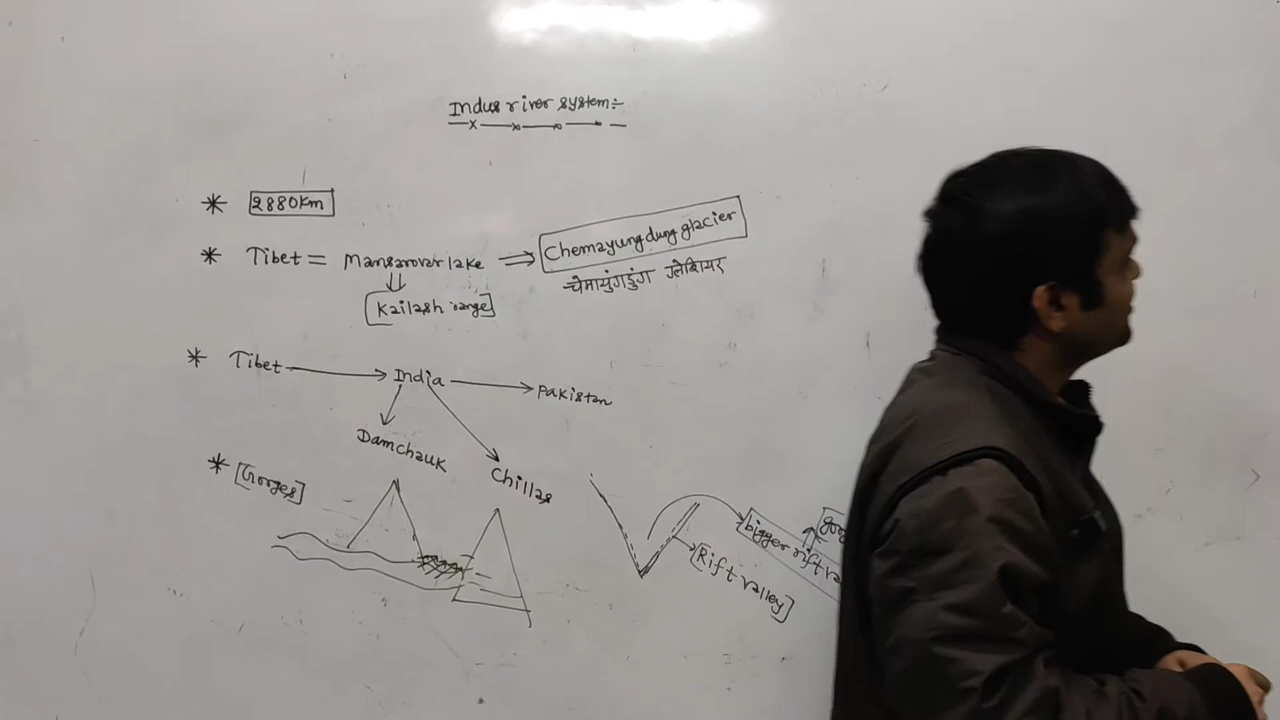 Indus river system:-
* 2880km
* Tibet = Mansarovar lake ⇒ Chemayungdung glacier
चेमायुंगडुंग ग्लेशियर
[Kailash range]
* Tibet → India → Pakistan
Damchauk
Chillas
* [Gorges]
bigger rift
[Rift valley]